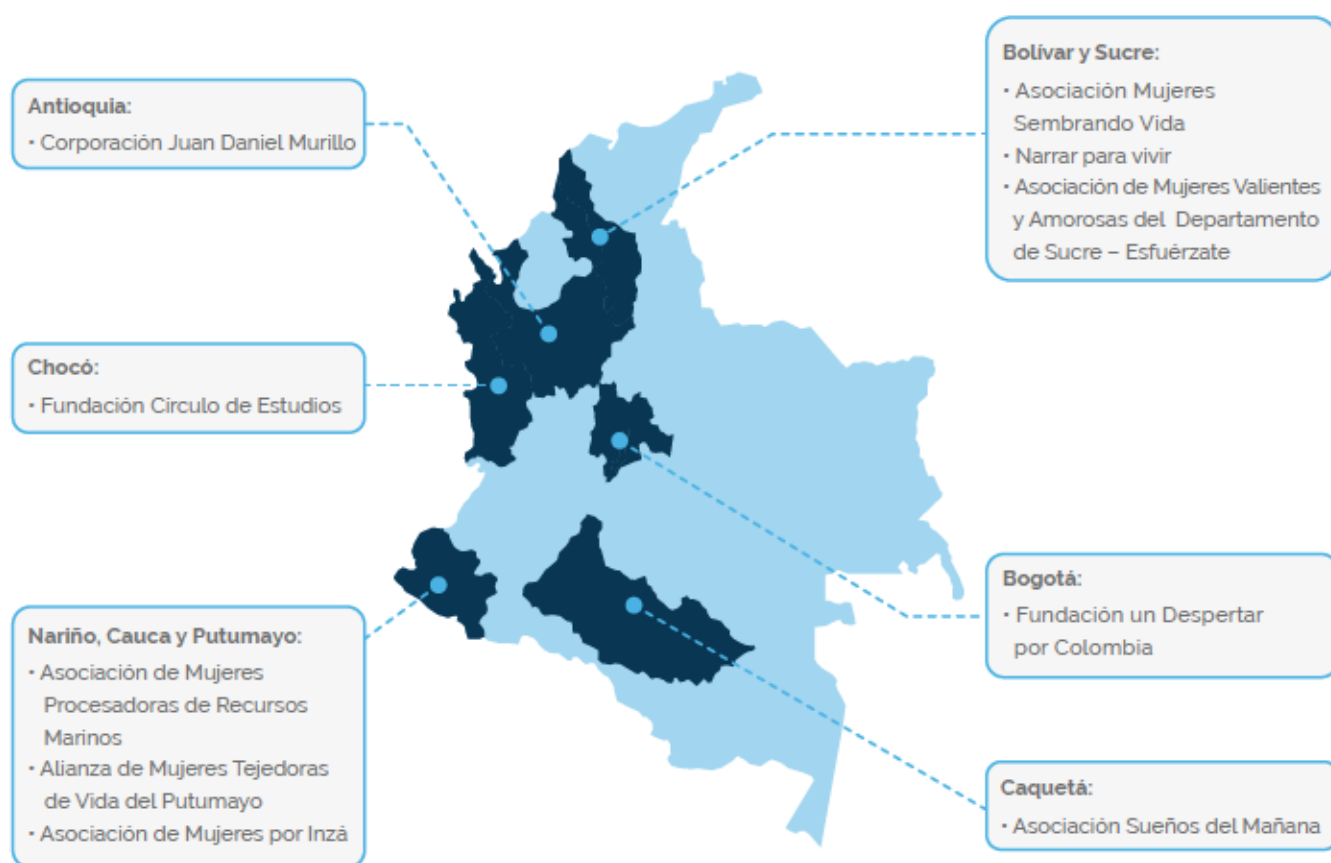 Antioquia:
• Corporación Juan Daniel Murillo
Chocó:
• Fundación Circulo de Estudios
Nariño, Cauca y Putumayo:
• Asociación de Mujeres
Procesadoras de Recursos
Marinos
• Alianza de Mujeres Tejedoras
de Vida del Putumayo
• Asociación de Mujeres por Inzá
Bolívar y Sucre:
• Asociación Mujeres
Sembrando Vida
• Narrar para vivir
• Asociación de Mujeres Valientes
y Amorosas del Departamento
de Sucre – Esfuérzate
Bogotá:
• Fundación un Despertar
por Colombia
Caquetá:
• Asociación Sueños del Mañana